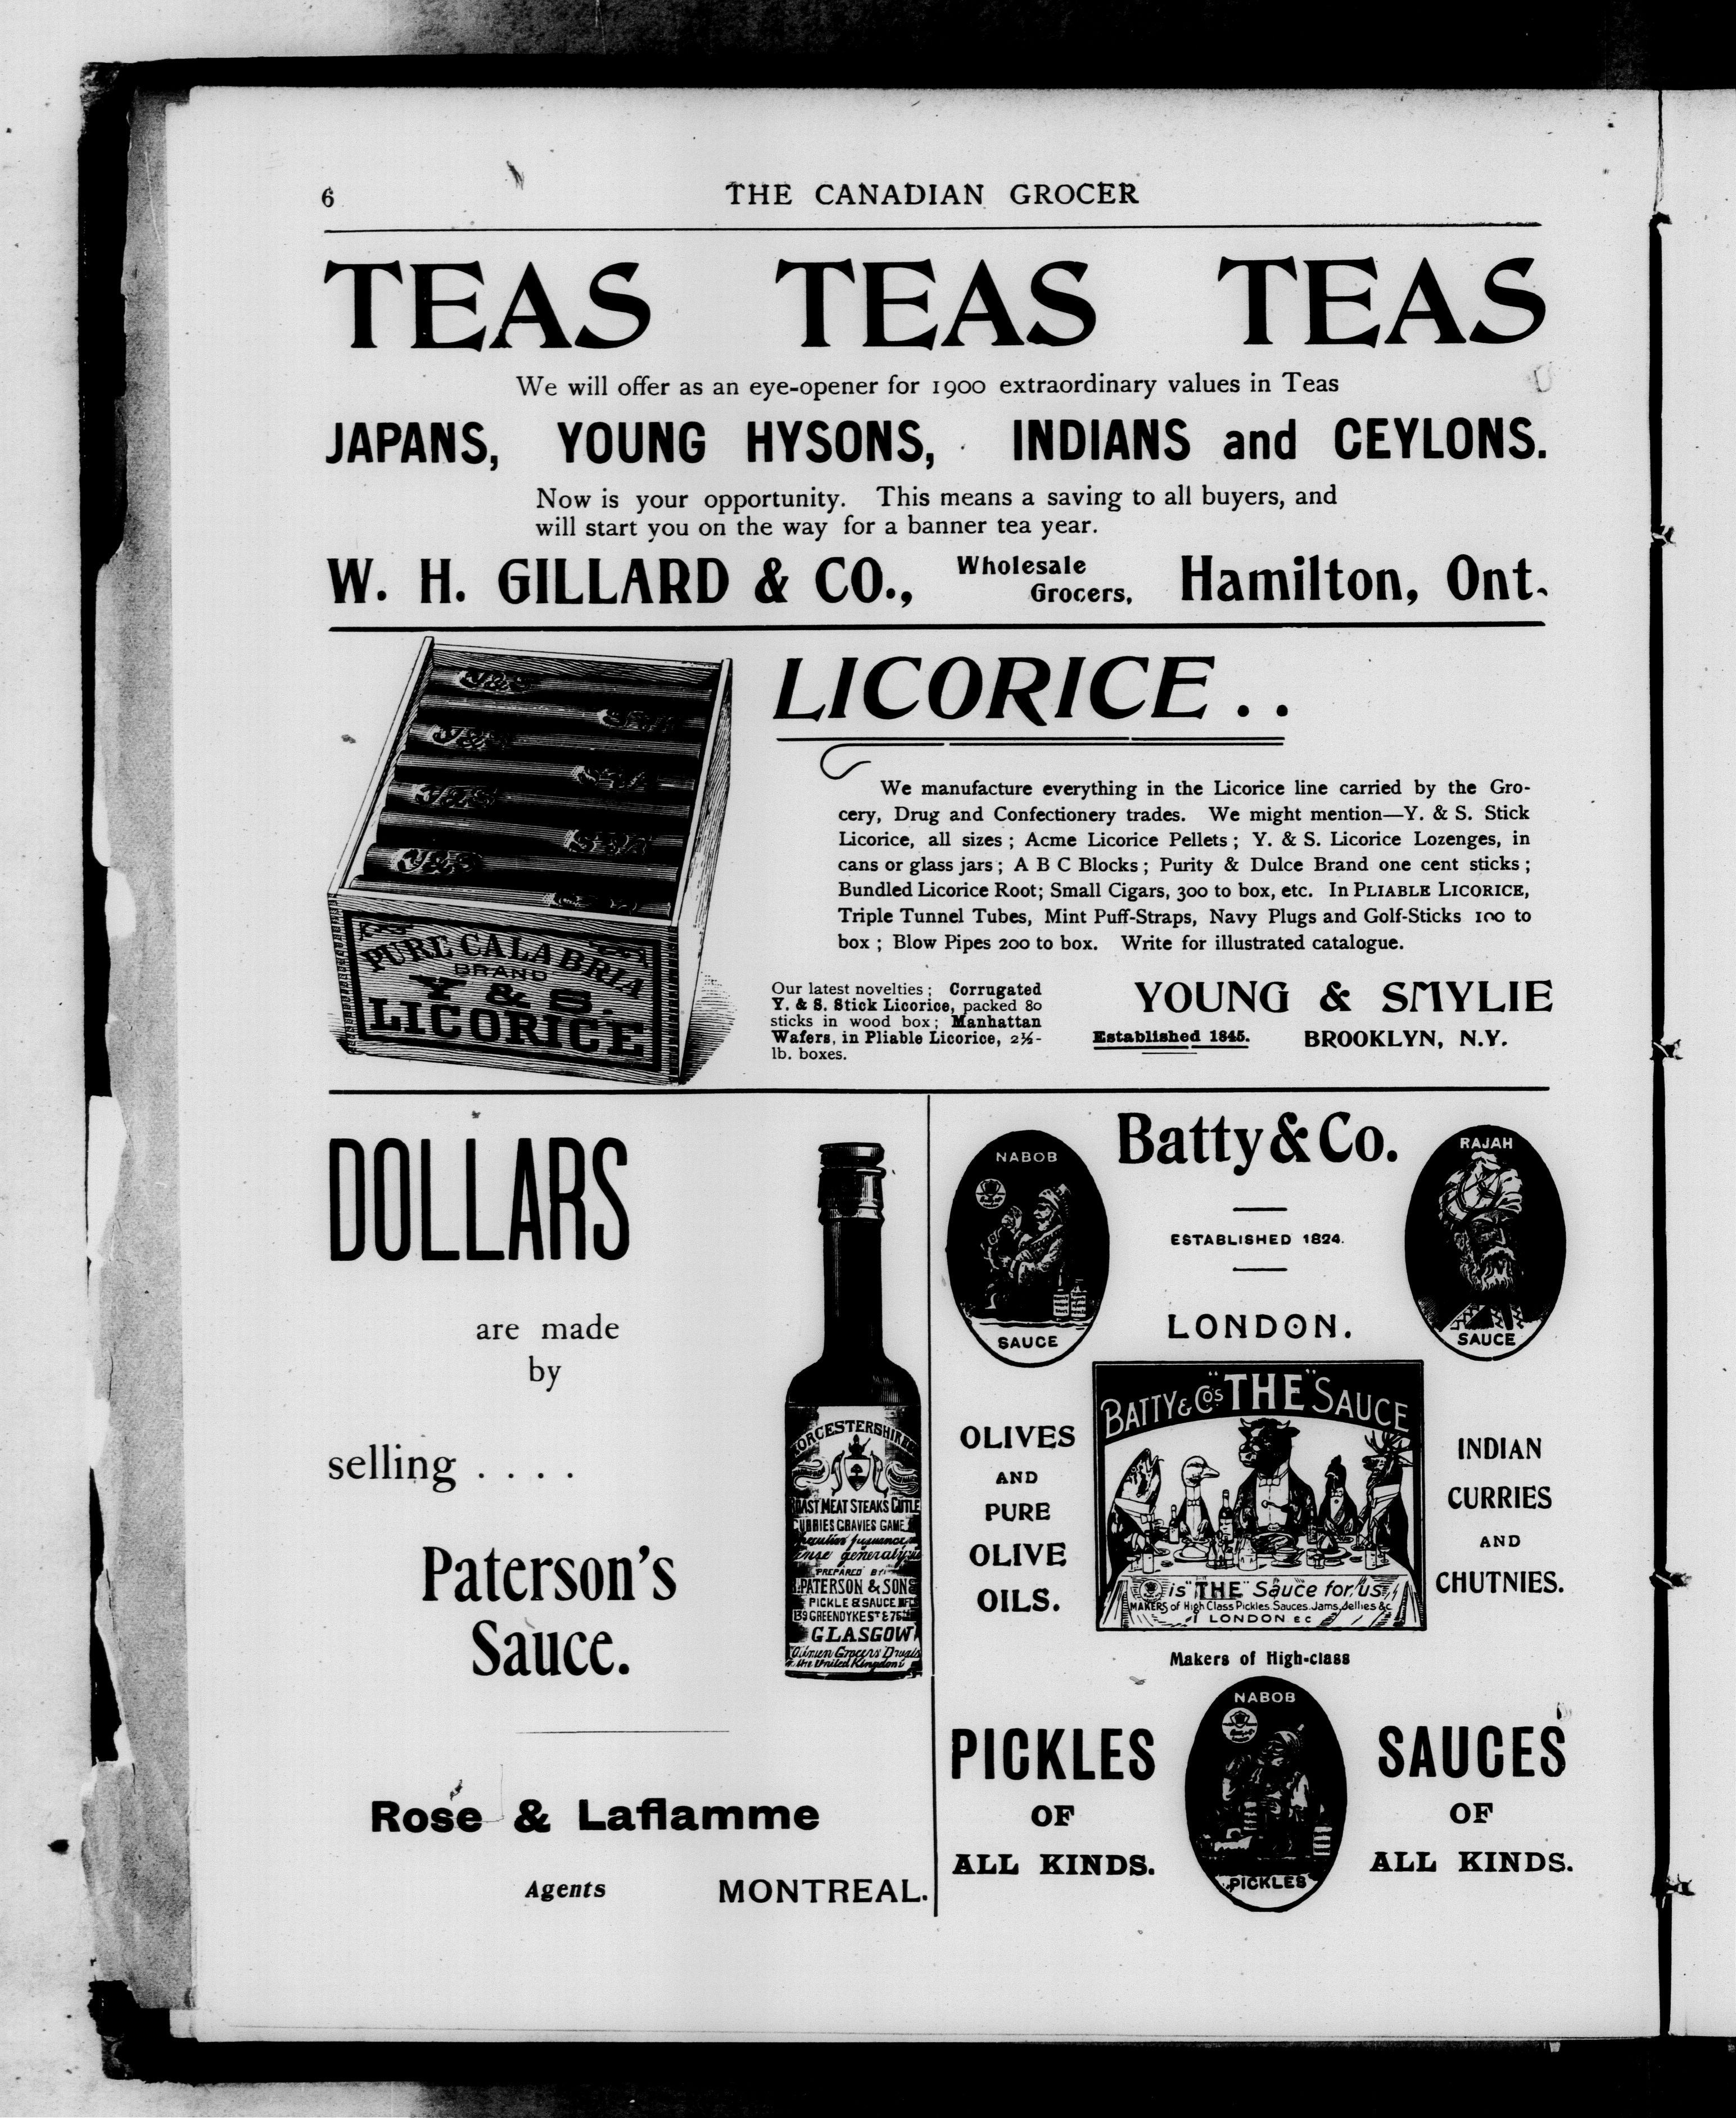 6
THE CANADIAN GROCER
TEAS TEAS TEAS
We will offer as an eye-opener for 1900 extraordinary values in Teas
JAPANS, YOUNG HYSONS, INDIANS and CEYLONS.
Now is your opportunity. This means a saving to all buyers, and
will start you on the way for a banner tea year.
W. H. GILLARD & CO., Wholesale Grocers, Hamilton, Ont.
Y&S
Y&S
Y&S
Y&S
PURE CALABRIA
BRAND
Y & S.
LICORICE
LICORICE . .
We manufacture everything in the Licorice line carried by the Gro-
cery, Drug and Confectionery trades. We might mention—Y. & S. Stick
Licorice, all sizes ; Acme Licorice Pellets ; Y. & S. Licorice Lozenges, in
cans or glass jars ; A B C Blocks ; Purity & Dulce Brand one cent sticks ;
Bundled Licorice Root; Small Cigars, 300 to box, etc. In PLIABLE LICORICE,
Triple Tunnel Tubes, Mint Puff-Straps, Navy Plugs and Golf-Sticks 100 to
box ; Blow Pipes 200 to box. Write for illustrated catalogue.
Our latest novelties ; Corrugated
Y. & S. Stick Licorice, packed 80
sticks in wood box ; Manhattan
Wafers, in Pliable Licorice, 2½-
lb. boxes.
YOUNG & SMYLIE
Established 1845. BROOKLYN, N.Y.
DOLLARS
are made
by
selling . . . .
Paterson's
Sauce.
WORCESTERSHIRE
ROAST MEAT STEAKS CUTLE
CURRIES GRAVIES GAME
generally
PREPARED BY
R. PATERSON & SONS
PICKLE & SAUCE MFG
GLASGOW
the United Kingdom
Rose & Laflamme
Agents MONTREAL.
NABOB
SAUCE
Batty & Co.
ESTABLISHED 1824.
LONDON.
RAJAH
SAUCE
OLIVES
AND
PURE
OLIVE
OILS.
BATTY & Co's "THE" SAUCE
is "THE" Sauce for us
MAKERS of High Class Pickles. Sauces. Jams. Jellies &c
LONDON EC
INDIAN
CURRIES
AND
CHUTNIES.
Makers of High-class
PICKLES
OF
ALL KINDS.
NABOB
PICKLES
SAUCES
OF
ALL KINDS.